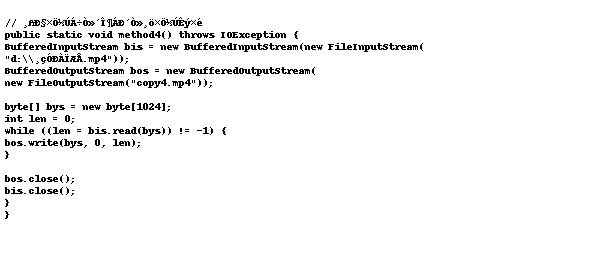 // ¸ßÐ§×Ö½ÚÁ÷Ò»´Î¶ÁÐ´Ò»¸ö×Ö½ÚÊý×é
public static void method4() throws IOException {
BufferedInputStream bis = new BufferedInputStream(new FileInputStream(
"d:\\¸çÓÐÀÏÆÅ.mp4"));
BufferedOutputStream bos = new BufferedOutputStream(
new FileOutputStream("copy4.mp4"));
byte[] bys = new byte[1024];
int len = 0;
while ((len = bis.read(bys)) != -1) {
bos.write(bys, 0, len);
}
bos.close();
bis.close();
}
}